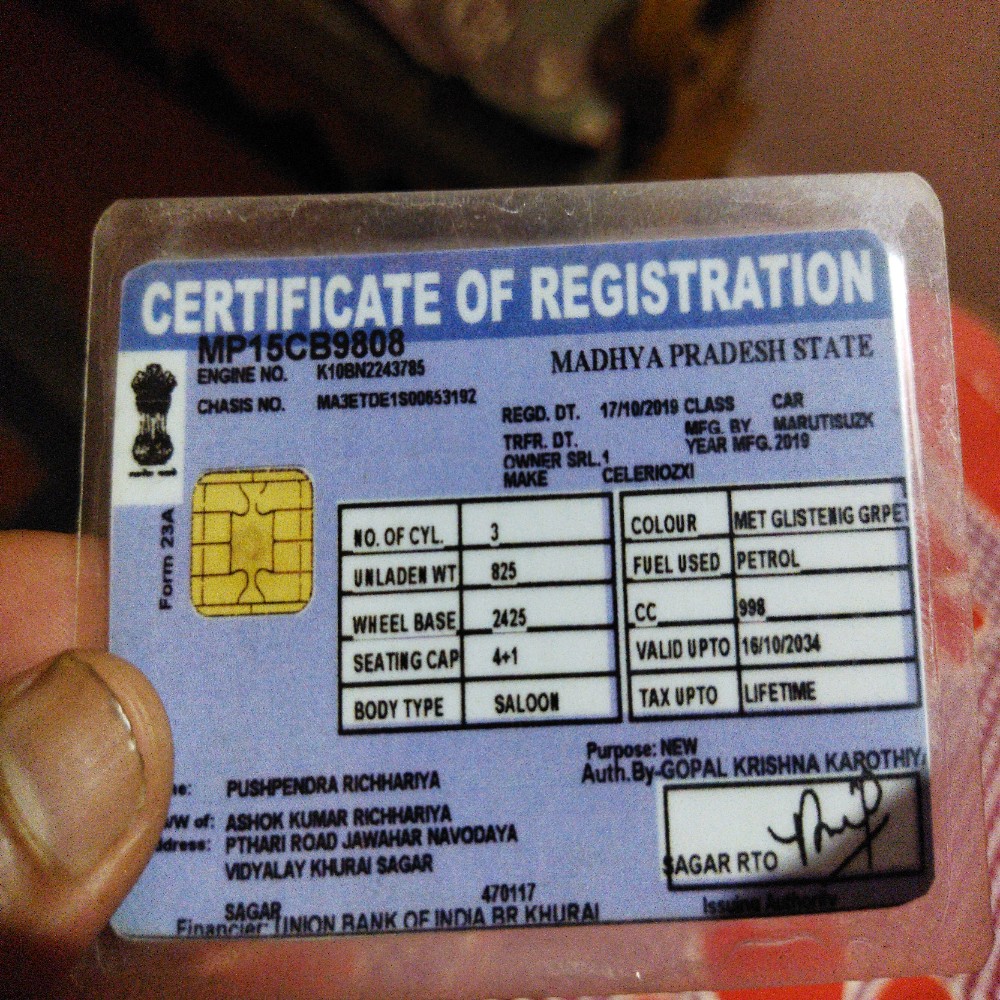 CERTIFICATE OF REGISTRATION
MP15CB9808
MADHYA PRADESH STATE
ENGINE NO. K10BN2243785
CHASIS NO. MA3ETDE1S00653192
REGD. DT. 17/10/2019 CLASS CAR
MFG. BY MARUTISUZK
TRFR. DT. YEAR MFG. 2019
OWNER SRL.1
MAKE CELERIOZXI
Form 23A
NO. OF CYL. 3
UNLADEN WT 825
WHEEL BASE 2425
SEATING CAP 4+1
BODY TYPE SALOON
COLOUR MET GLISTENIG GRPE
FUEL USED PETROL
CC 998
VALID UPTO 16/10/2034
TAX UPTO LIFETIME
Purpose: NEW
Auth.By-GOPAL KRISHNA KAROTHIY
e: PUSHPENDRA RICHHARIYA
/W of: ASHOK KUMAR RICHHARIYA
dress: PTHARI ROAD JAWAHAR NAVODAYA
VIDYALAY KHURAI SAGAR
SAGAR 470117
Financier: UNION BANK OF INDIA BR KHURAI
SAGAR RTO
Issuing Authority